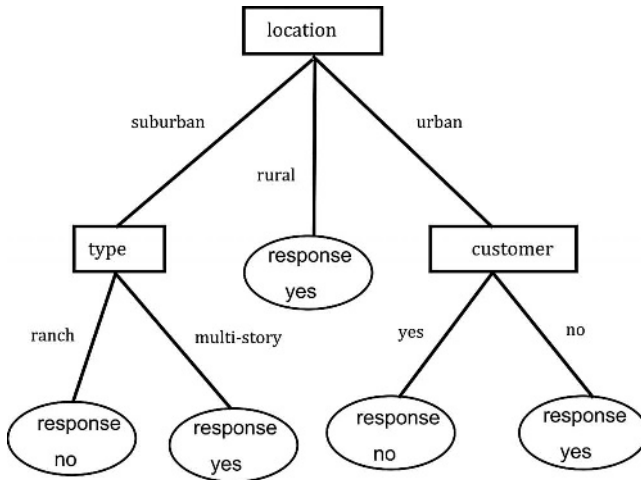 location
suburban
rural
urban
type
response
yes
customer
ranch
multi-story
yes
no
response
no
response
yes
response
no
response
yes